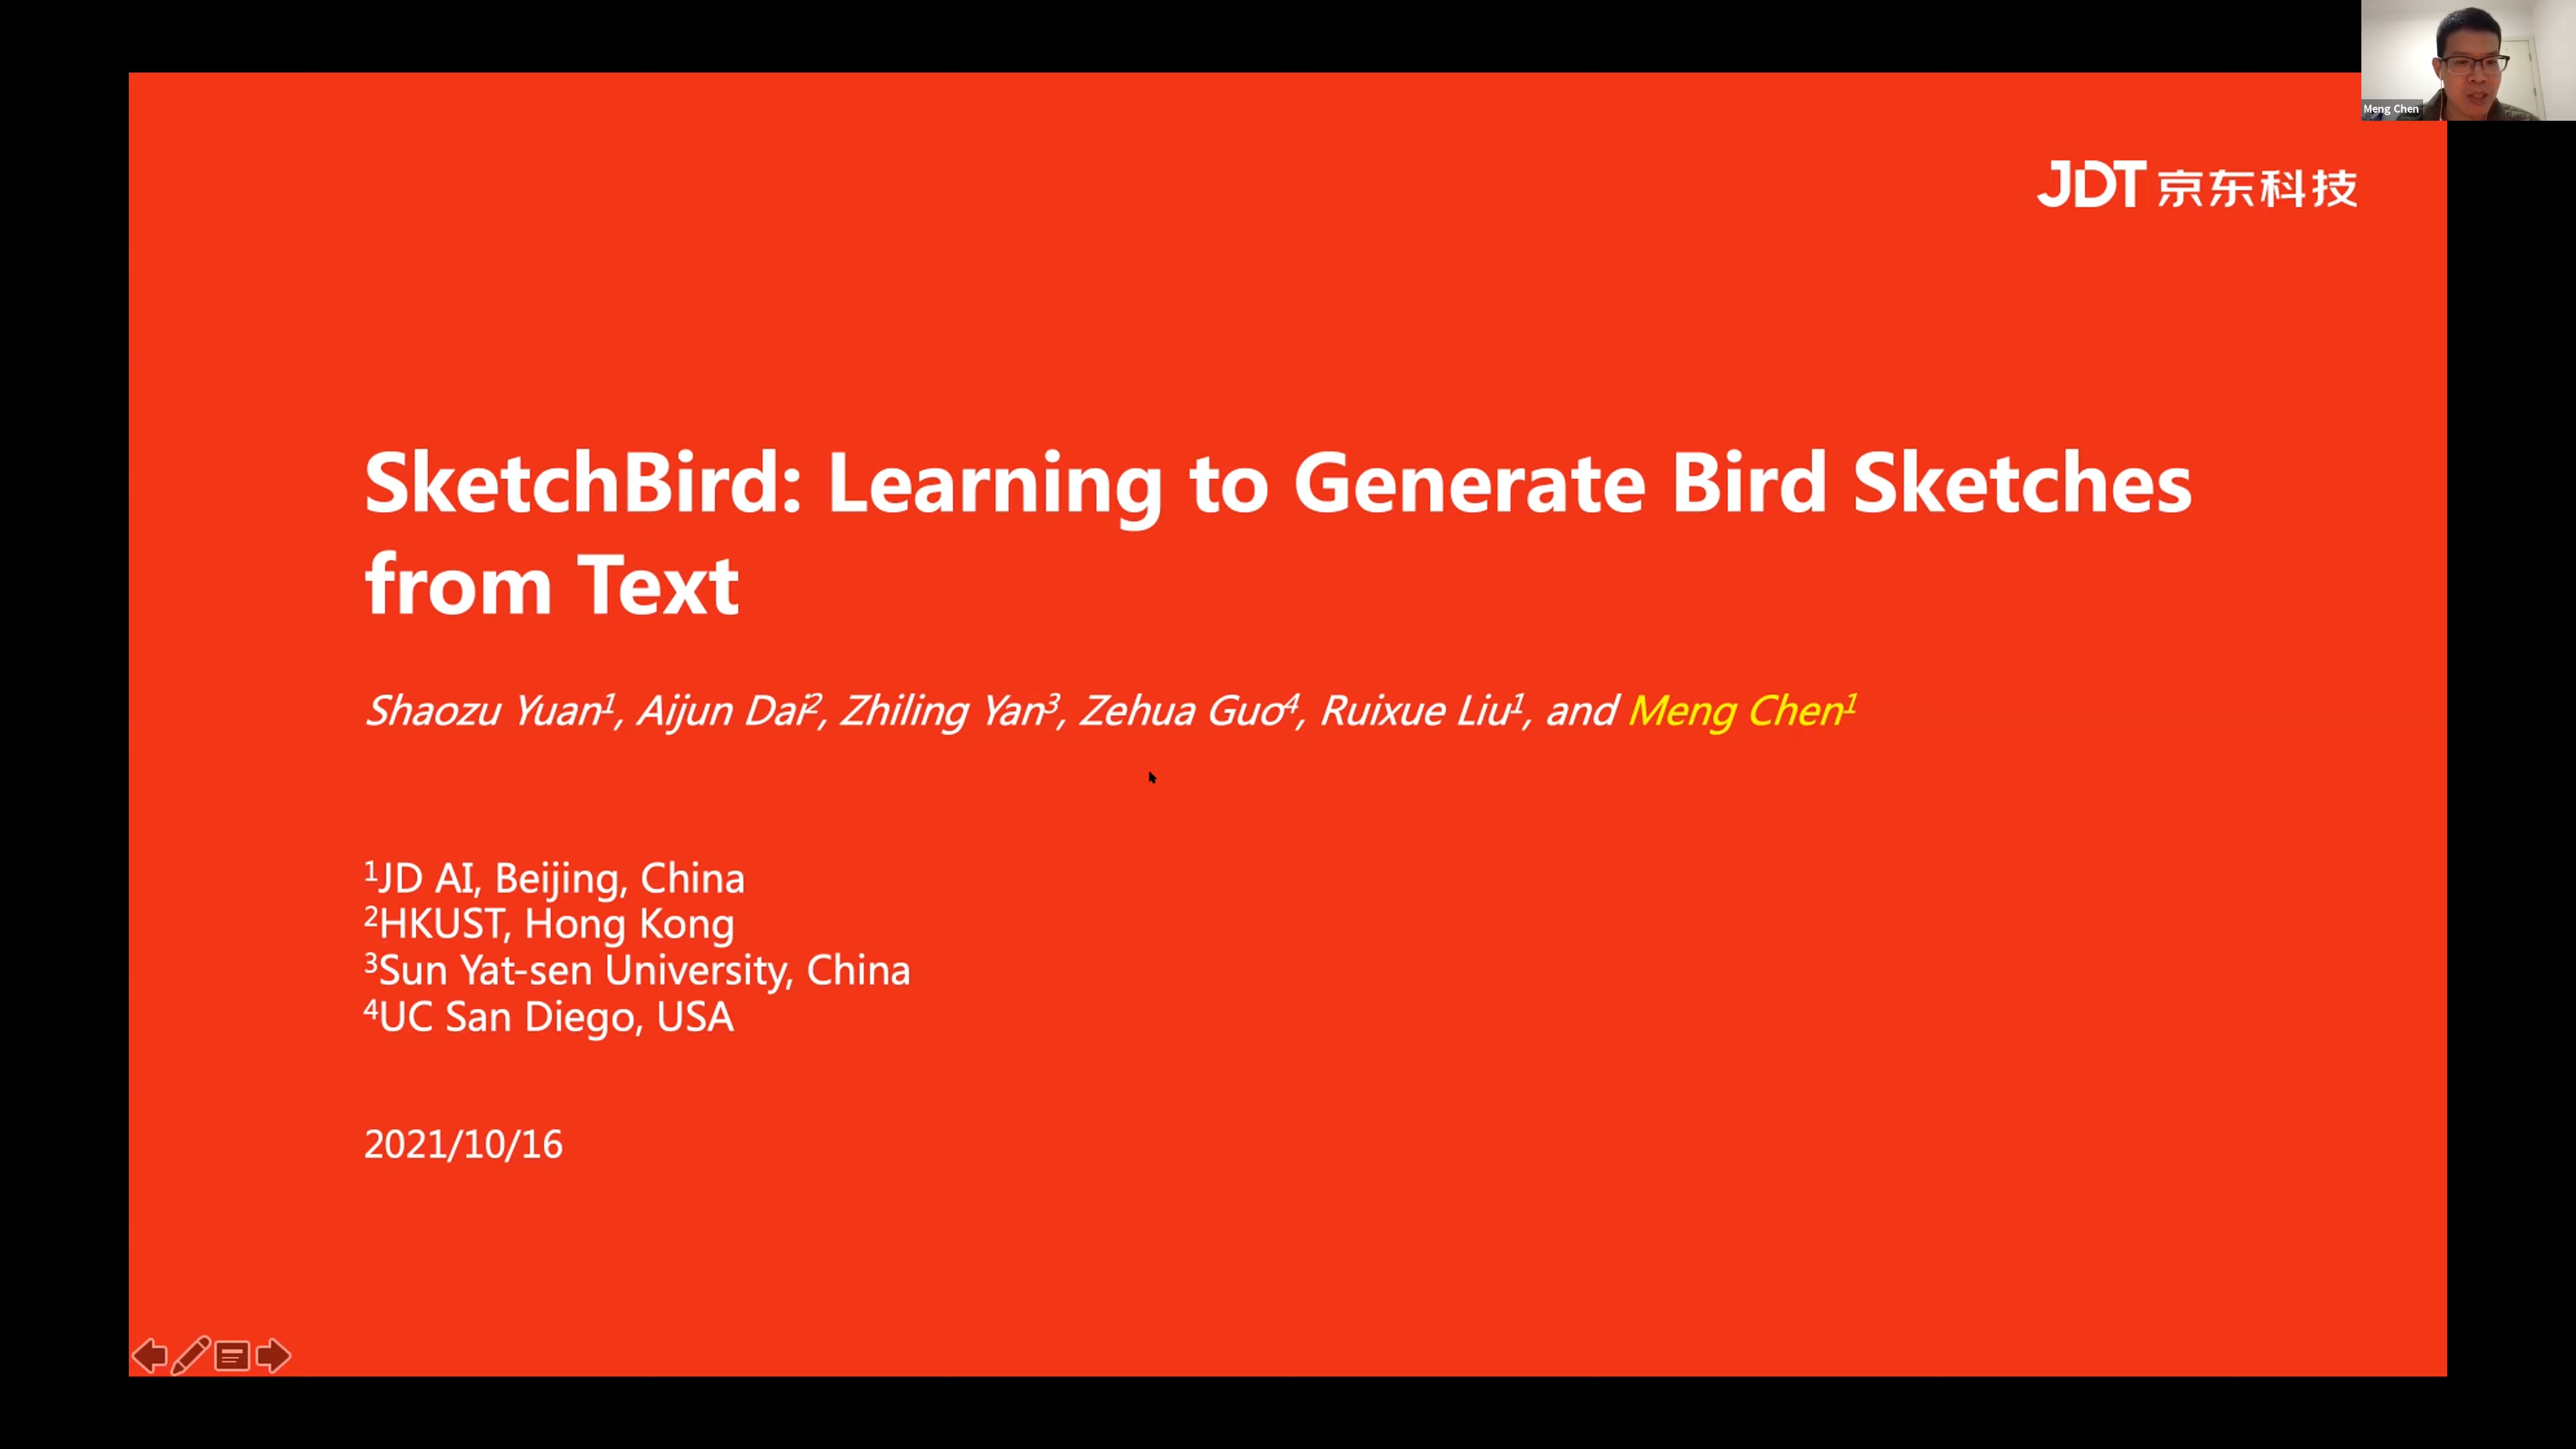 Meng Chen
JDT 京东科技
SketchBird: Learning to Generate Bird Sketches
from Text
Shaozu Yuan¹, Aijun Dai², Zhiling Yan³, Zehua Guo⁴, Ruixue Liu¹, and Meng Chen¹
¹JD AI, Beijing, China
²HKUST, Hong Kong
³Sun Yat-sen University, China
⁴UC San Diego, USA
2021/10/16